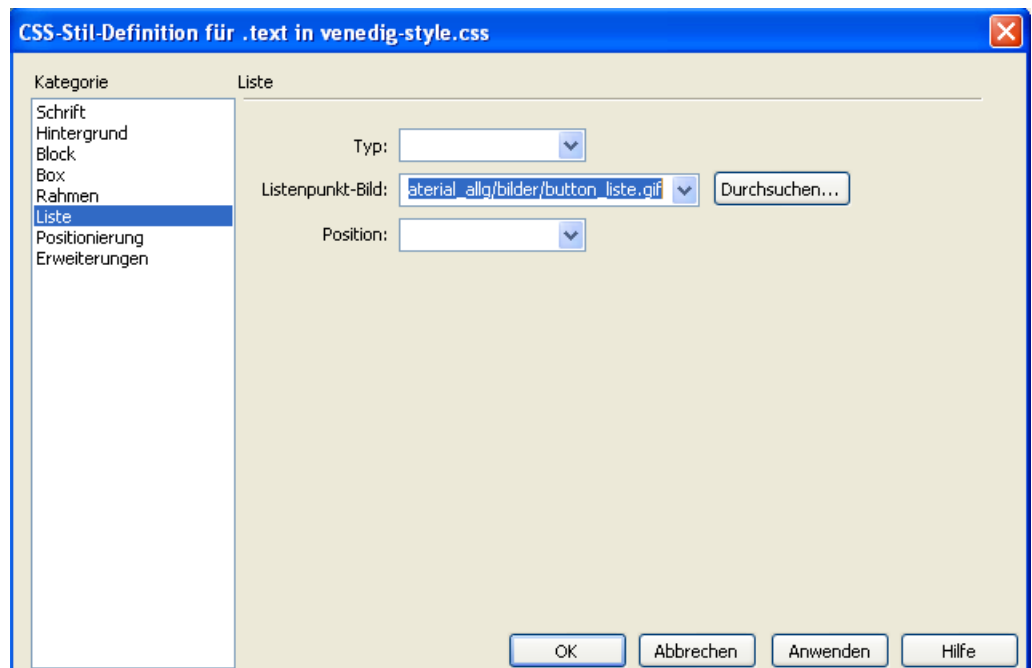 CSS-Stil-Definition für .text in venedig-style.css
Kategorie
Liste
Schrift
Hintergrund
Block
Box
Rahmen
Liste
Positionierung
Erweiterungen
Typ:
Listenpunkt-Bild: aterial_allg/bilder/button_liste.gif Durchsuchen...
Position:
OK Abbrechen Anwenden Hilfe